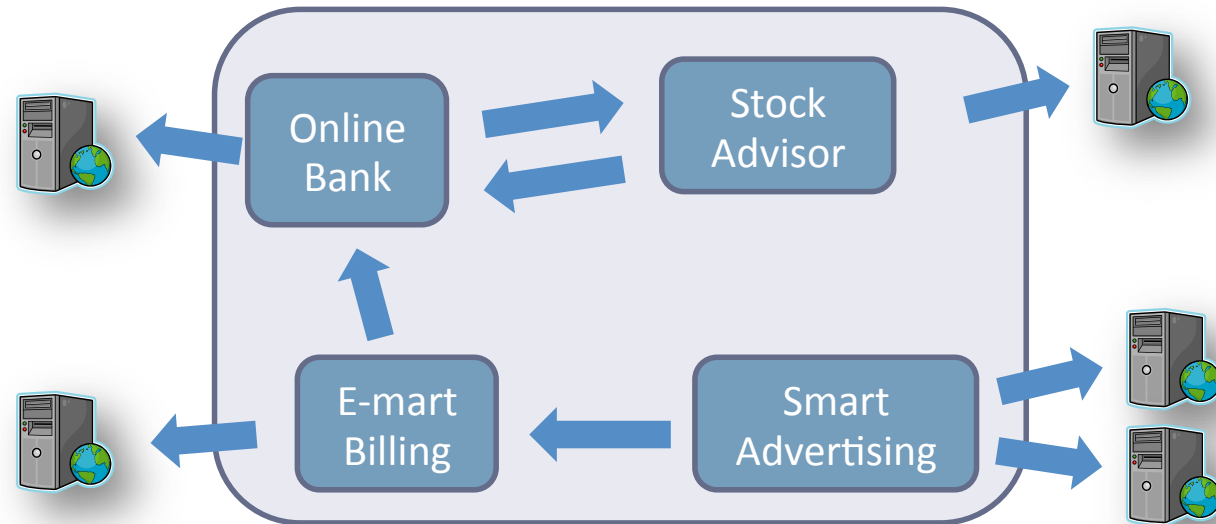 Online
Bank
Stock
Advisor
E-mart
Billing
Smart
Advertising